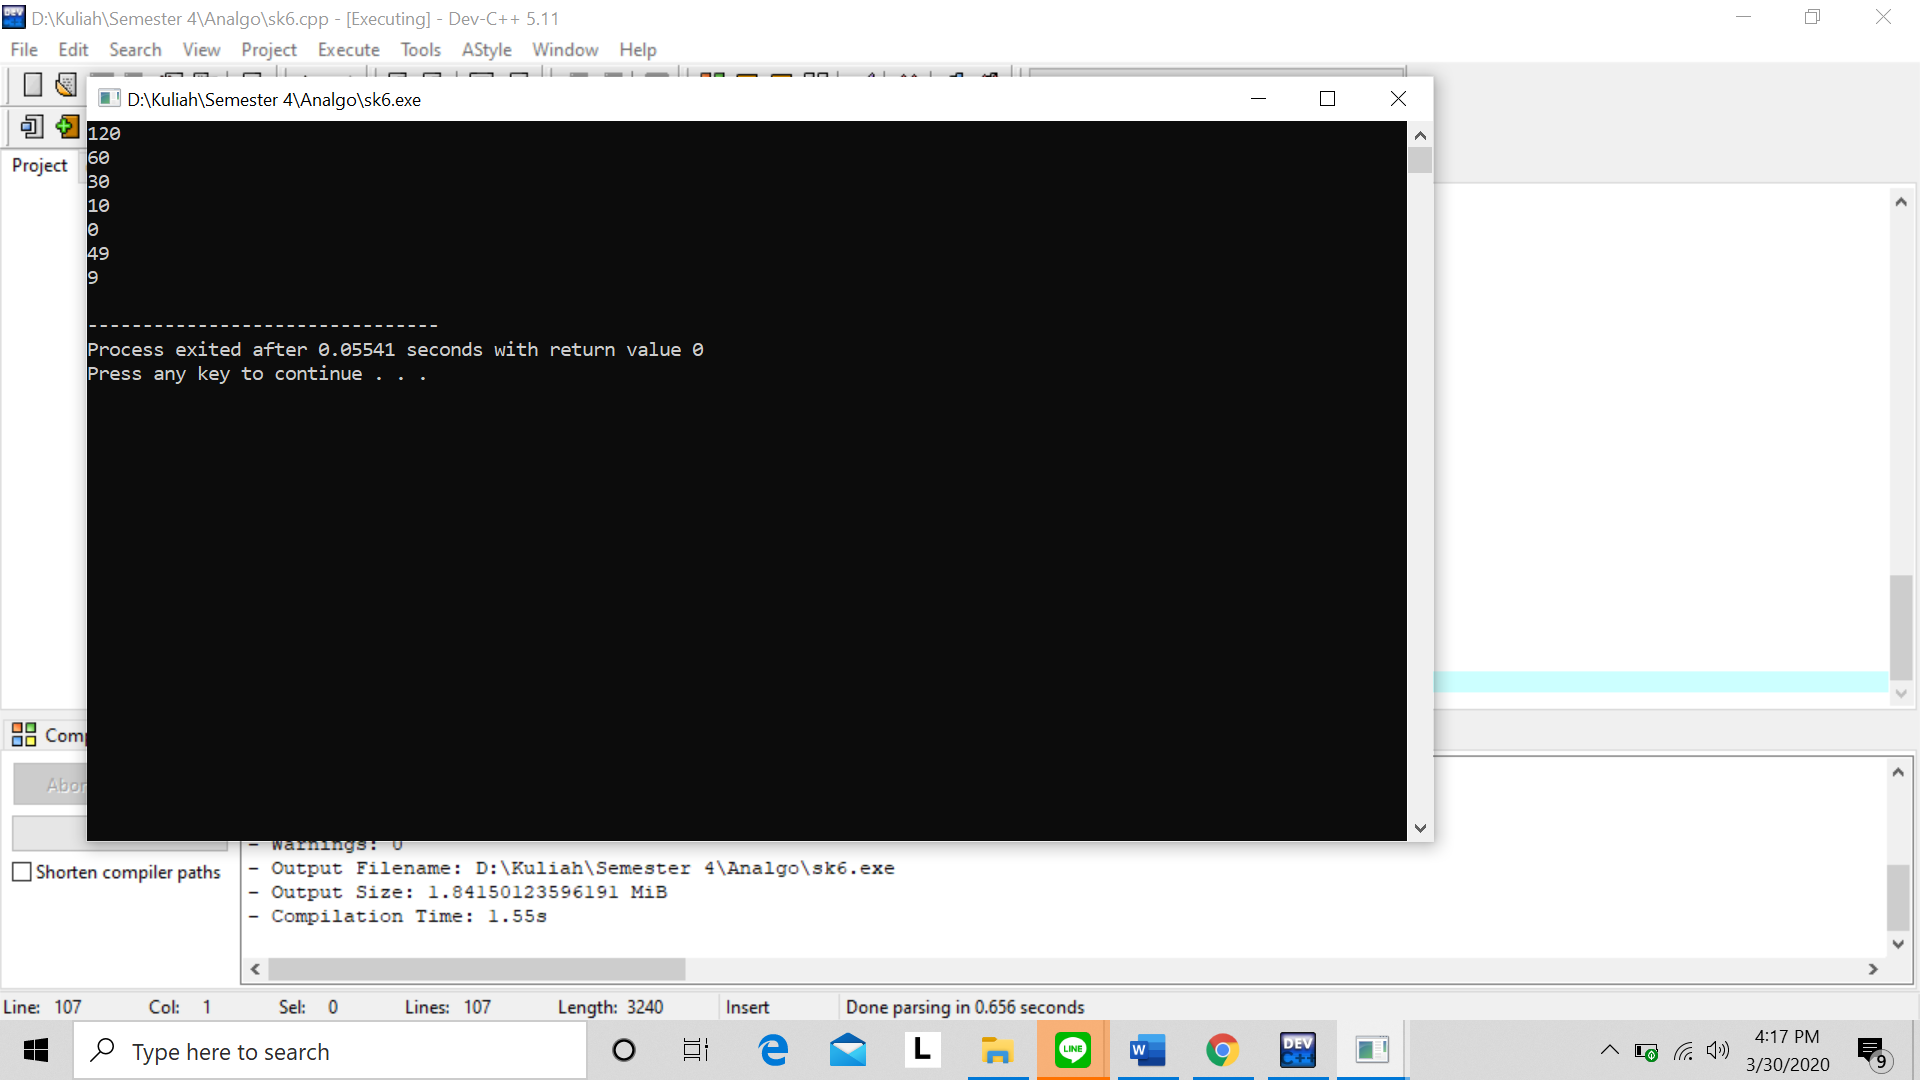 D:\Kuliah\Semester 4\Analgo\sk6.cpp - [Executing] - Dev-C++ 5.11
File Edit Search View Project Execute Tools AStyle Window Help
D:\Kuliah\Semester 4\Analgo\sk6.exe
Project
120
60
30
10
0
49
9
--------------------------------
Process exited after 0.05541 seconds with return value 0
Press any key to continue . . .
Shorten compiler paths
- Warnings: 0
- Output Filename: D:\Kuliah\Semester 4\Analgo\sk6.exe
- Output Size: 1.84150123596191 MiB
- Compilation Time: 1.55s
Line: 107 Col: 1 Sel: 0 Lines: 107 Length: 3240 Insert Done parsing in 0.656 seconds
Type here to search
L
LINE
W
DEV C++
4:17 PM
3/30/2020
9